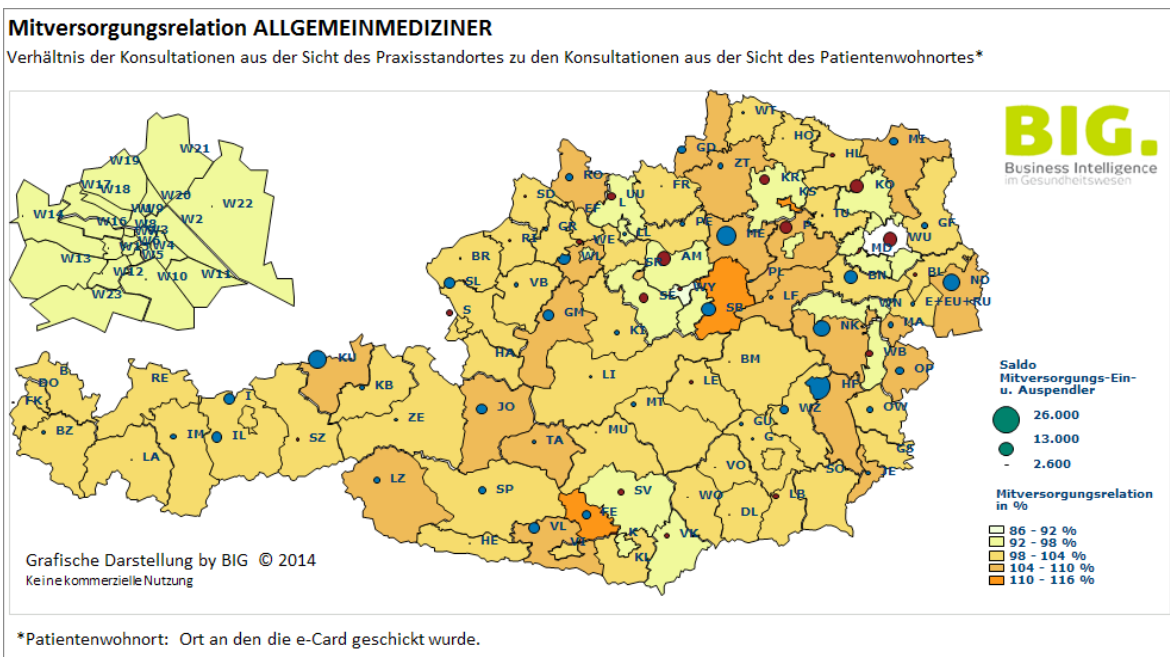 Mitversorgungsrelation ALLGEMEINMEDIZINER
Verhältnis der Konsultationen aus der Sicht des Praxisstandortes zu den Konsultationen aus der Sicht des Patientenwohnortes*
BIG.
Business Intelligence
im Gesundheitswesen
W21
W19
W17
W18
W20
W22
W14
W16
W2
W13
W12
W10
W11
W23
W4
W5
WT
HO
GD
ZT
HL
MI
RO
SD
FR
UU
KR
KO
KS
EF
L
GR
RI
WE
LL
PE
TU
GF
ME
MD
WU
BR
WL
AM
SL
VB
SE
WY
SB
PL
LF
BN
BL
NO
S
GM
KI
WN
E+EU+RU
MA
NK
HA
BM
WB
OP
KU
LI
LE
HF
B
DO
RE
KB
JO
MT
WZ
OW
FK
I
ZE
GU
BZ
IM
IL
SZ
TA
MU
G
GS
LA
VO
SO
JE
LZ
SP
SV
WO
LB
FE
DL
VL
HE
K
VK
KL
Saldo
Mitversorgungs-Ein-
u. Auspendler
26.000
13.000
2.600
Mitversorgungsrelation
in %
86 - 92 %
92 - 98 %
98 - 104 %
104 - 110 %
110 - 116 %
Grafische Darstellung by BIG © 2014
Keine kommerzielle Nutzung
*Patientenwohnort: Ort an den die e-Card geschickt wurde.